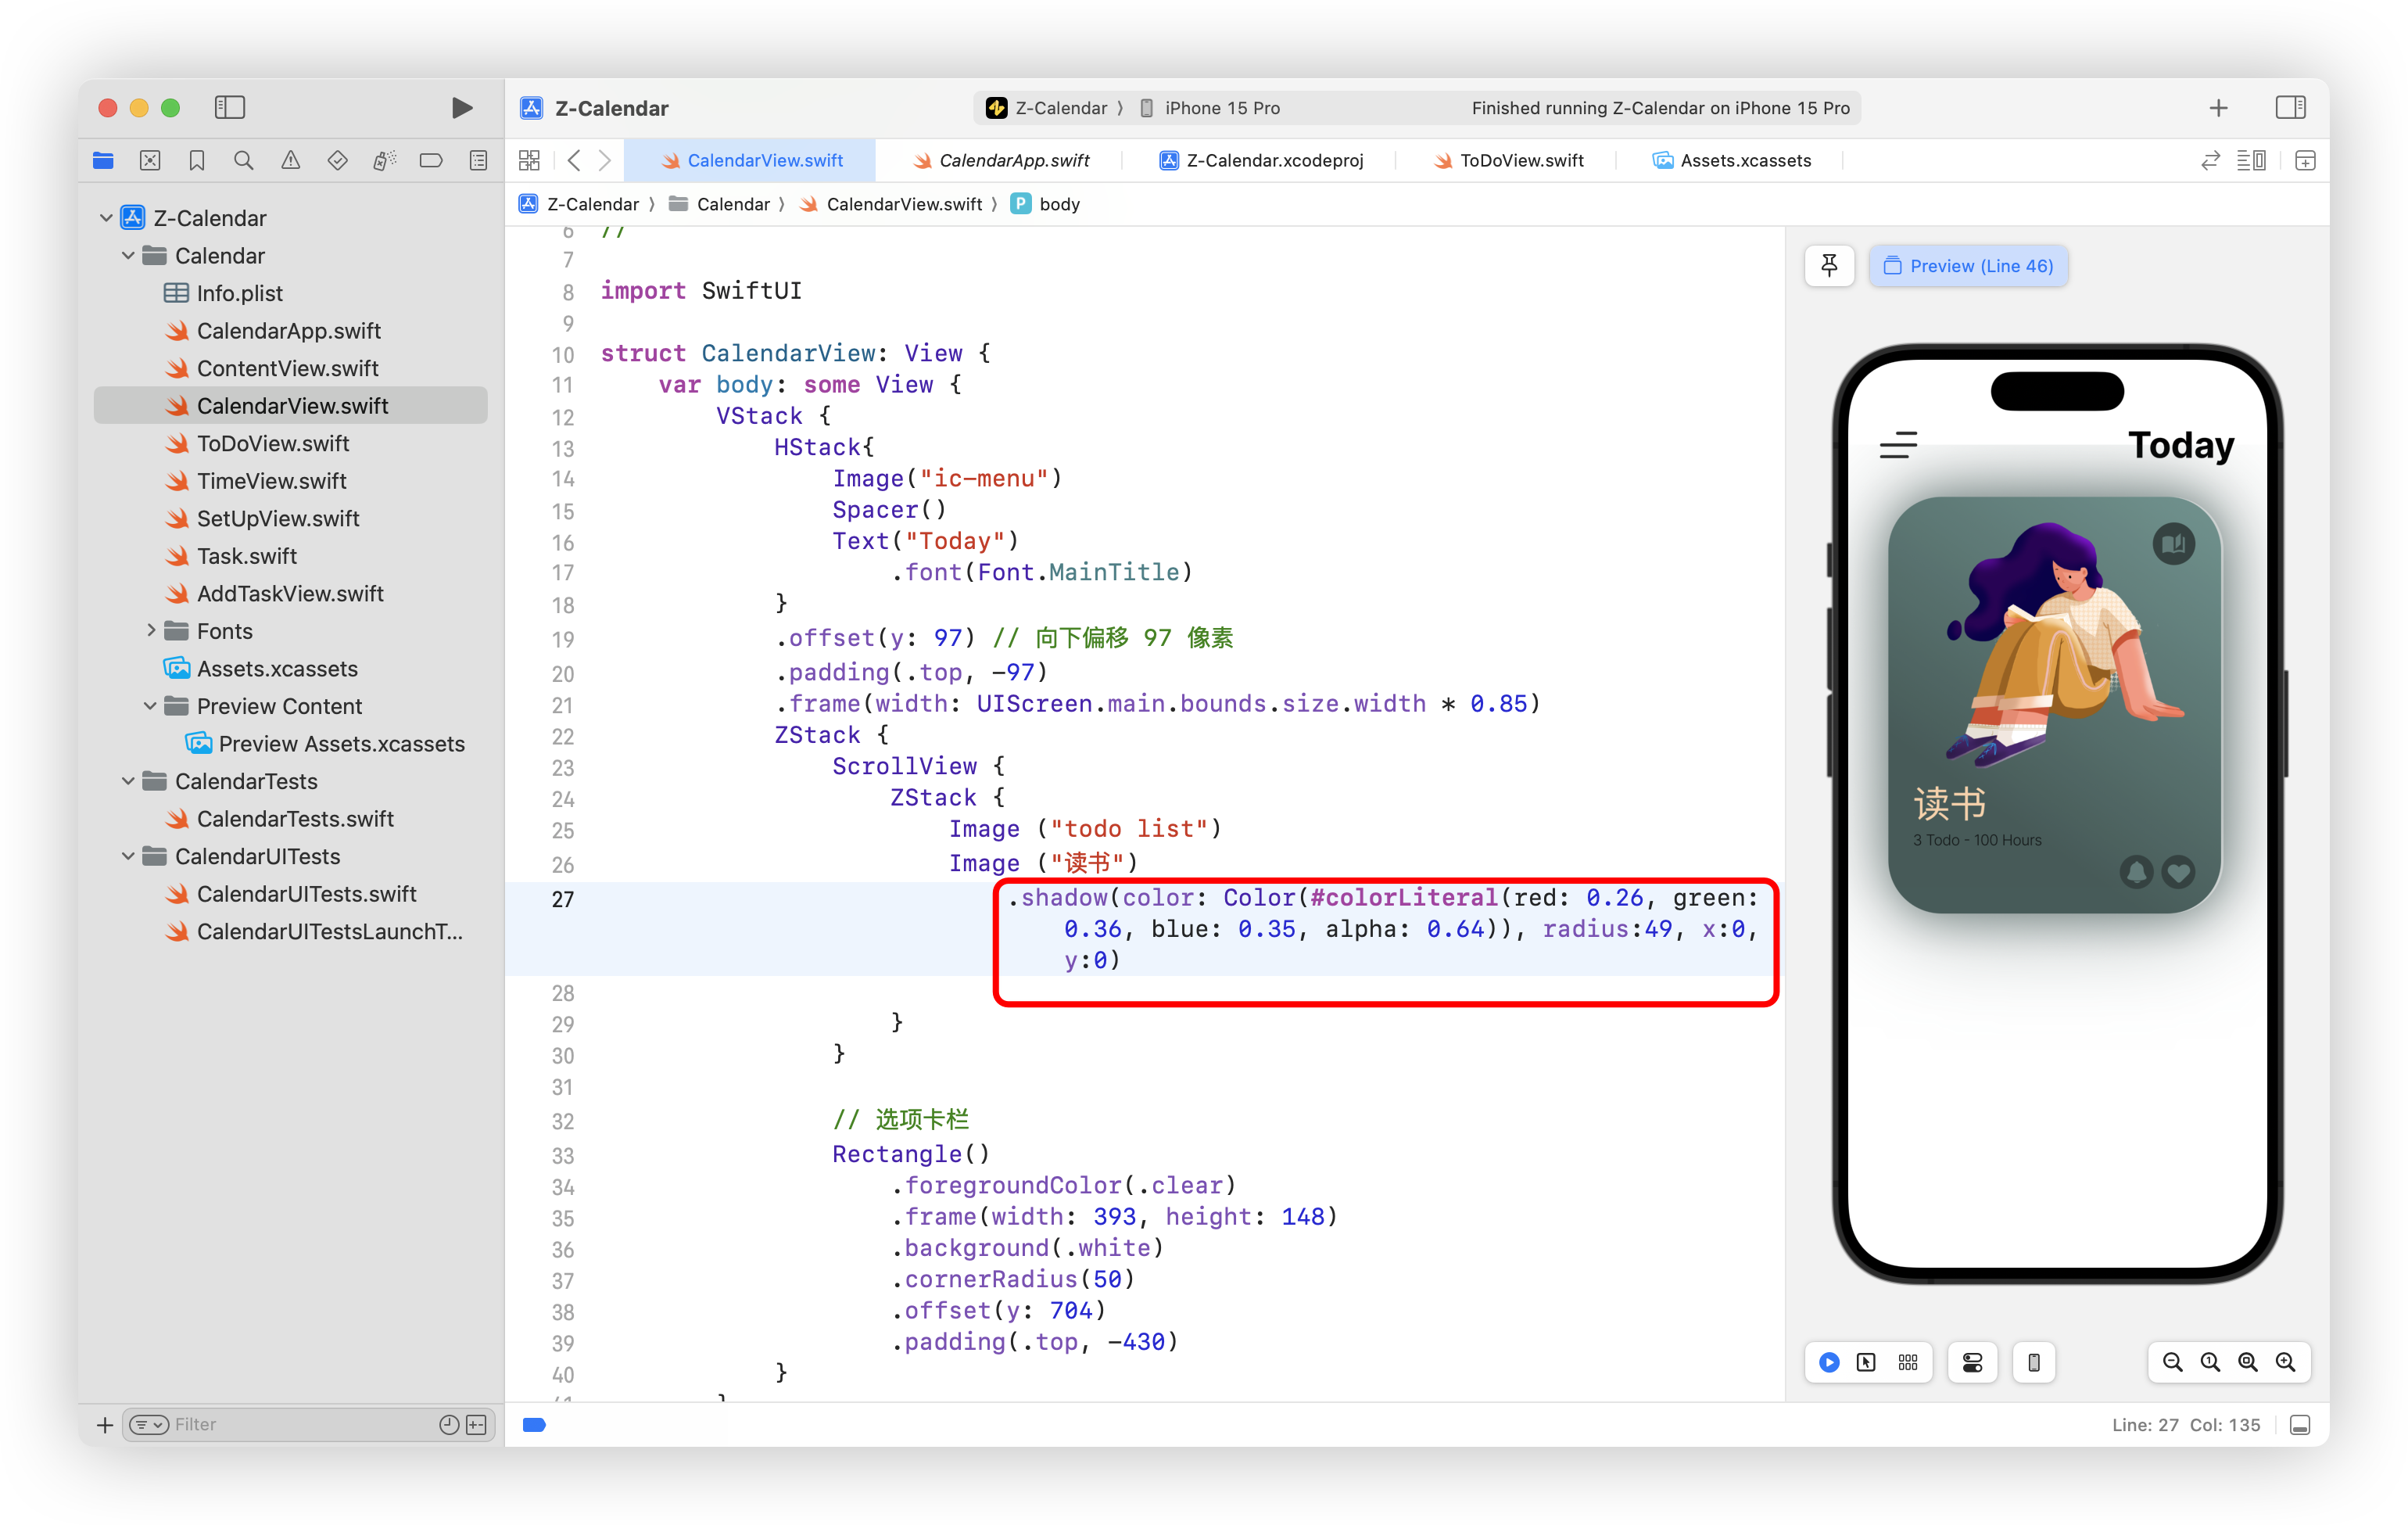 Z-Calendar
Z-Calendar 〉 iPhone 15 Pro
Finished running Z-Calendar on iPhone 15 Pro
CalendarView.swift
CalendarApp.swift
Z-Calendar.xcodeproj
ToDoView.swift
Assets.xcassets
Z-Calendar 〉 Calendar 〉 CalendarView.swift 〉 P body
Z-Calendar
Calendar
Info.plist
CalendarApp.swift
ContentView.swift
CalendarView.swift
ToDoView.swift
TimeView.swift
SetUpView.swift
Task.swift
AddTaskView.swift
Fonts
Assets.xcassets
Preview Content
Preview Assets.xcassets
CalendarTests
CalendarTests.swift
CalendarUITests
CalendarUITests.swift
CalendarUITestsLaunchT...
Filter
6 //
7
8 import SwiftUI
9
10 struct CalendarView: View {
11 var body: some View {
12 VStack {
13 HStack{
14 Image("ic-menu")
15 Spacer()
16 Text("Today")
17 .font(Font.MainTitle)
18 }
19 .offset(y: 97) // 向下偏移 97 像素
20 .padding(.top, -97)
21 .frame(width: UIScreen.main.bounds.size.width * 0.85)
22 ZStack {
23 ScrollView {
24 ZStack {
25 Image ("todo list")
26 Image ("读书")
27 .shadow(color: Color(#colorLiteral(red: 0.26, green:
0.36, blue: 0.35, alpha: 0.64)), radius:49, x:0,
y:0)
28
29 }
30 }
31
32 // 选项卡栏
33 Rectangle()
34 .foregroundColor(.clear)
35 .frame(width: 393, height: 148)
36 .background(.white)
37 .cornerRadius(50)
38 .offset(y: 704)
39 .padding(.top, -430)
40 }
41 }
Preview (Line 46)
Today
读书
3 Todo - 100 Hours
Line: 27 Col: 135